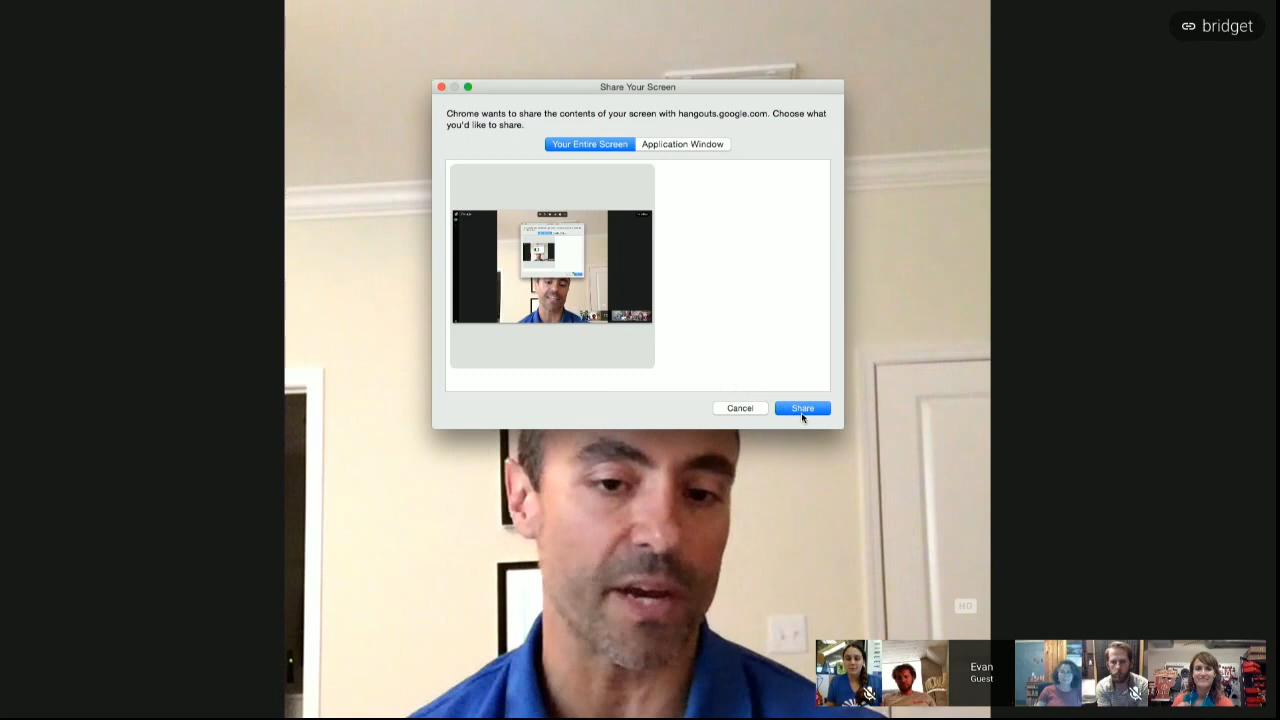 bridget
Share Your Screen
Chrome wants to share the contents of your screen with hangouts.google.com. Choose what
you'd like to share.
Your Entire Screen
Application Window
Cancel
Share
HD
Evan
Guest